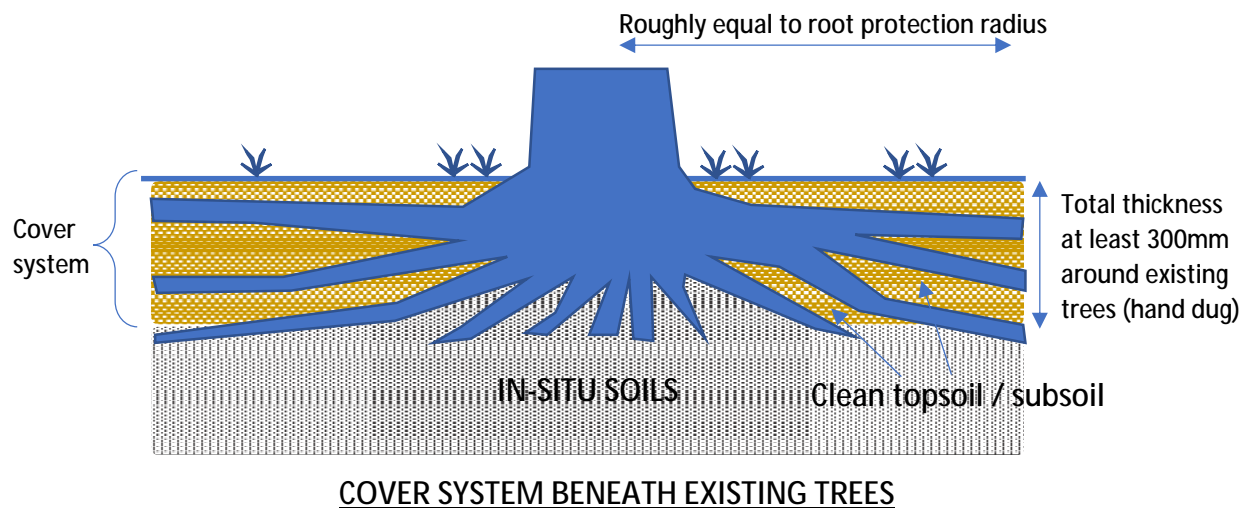 Roughly equal to root protection radius
Cover
system
Total thickness
at least 300mm
around existing
trees (hand dug)
IN-SITU SOILS
Clean topsoil / subsoil
COVER SYSTEM BENEATH EXISTING TREES